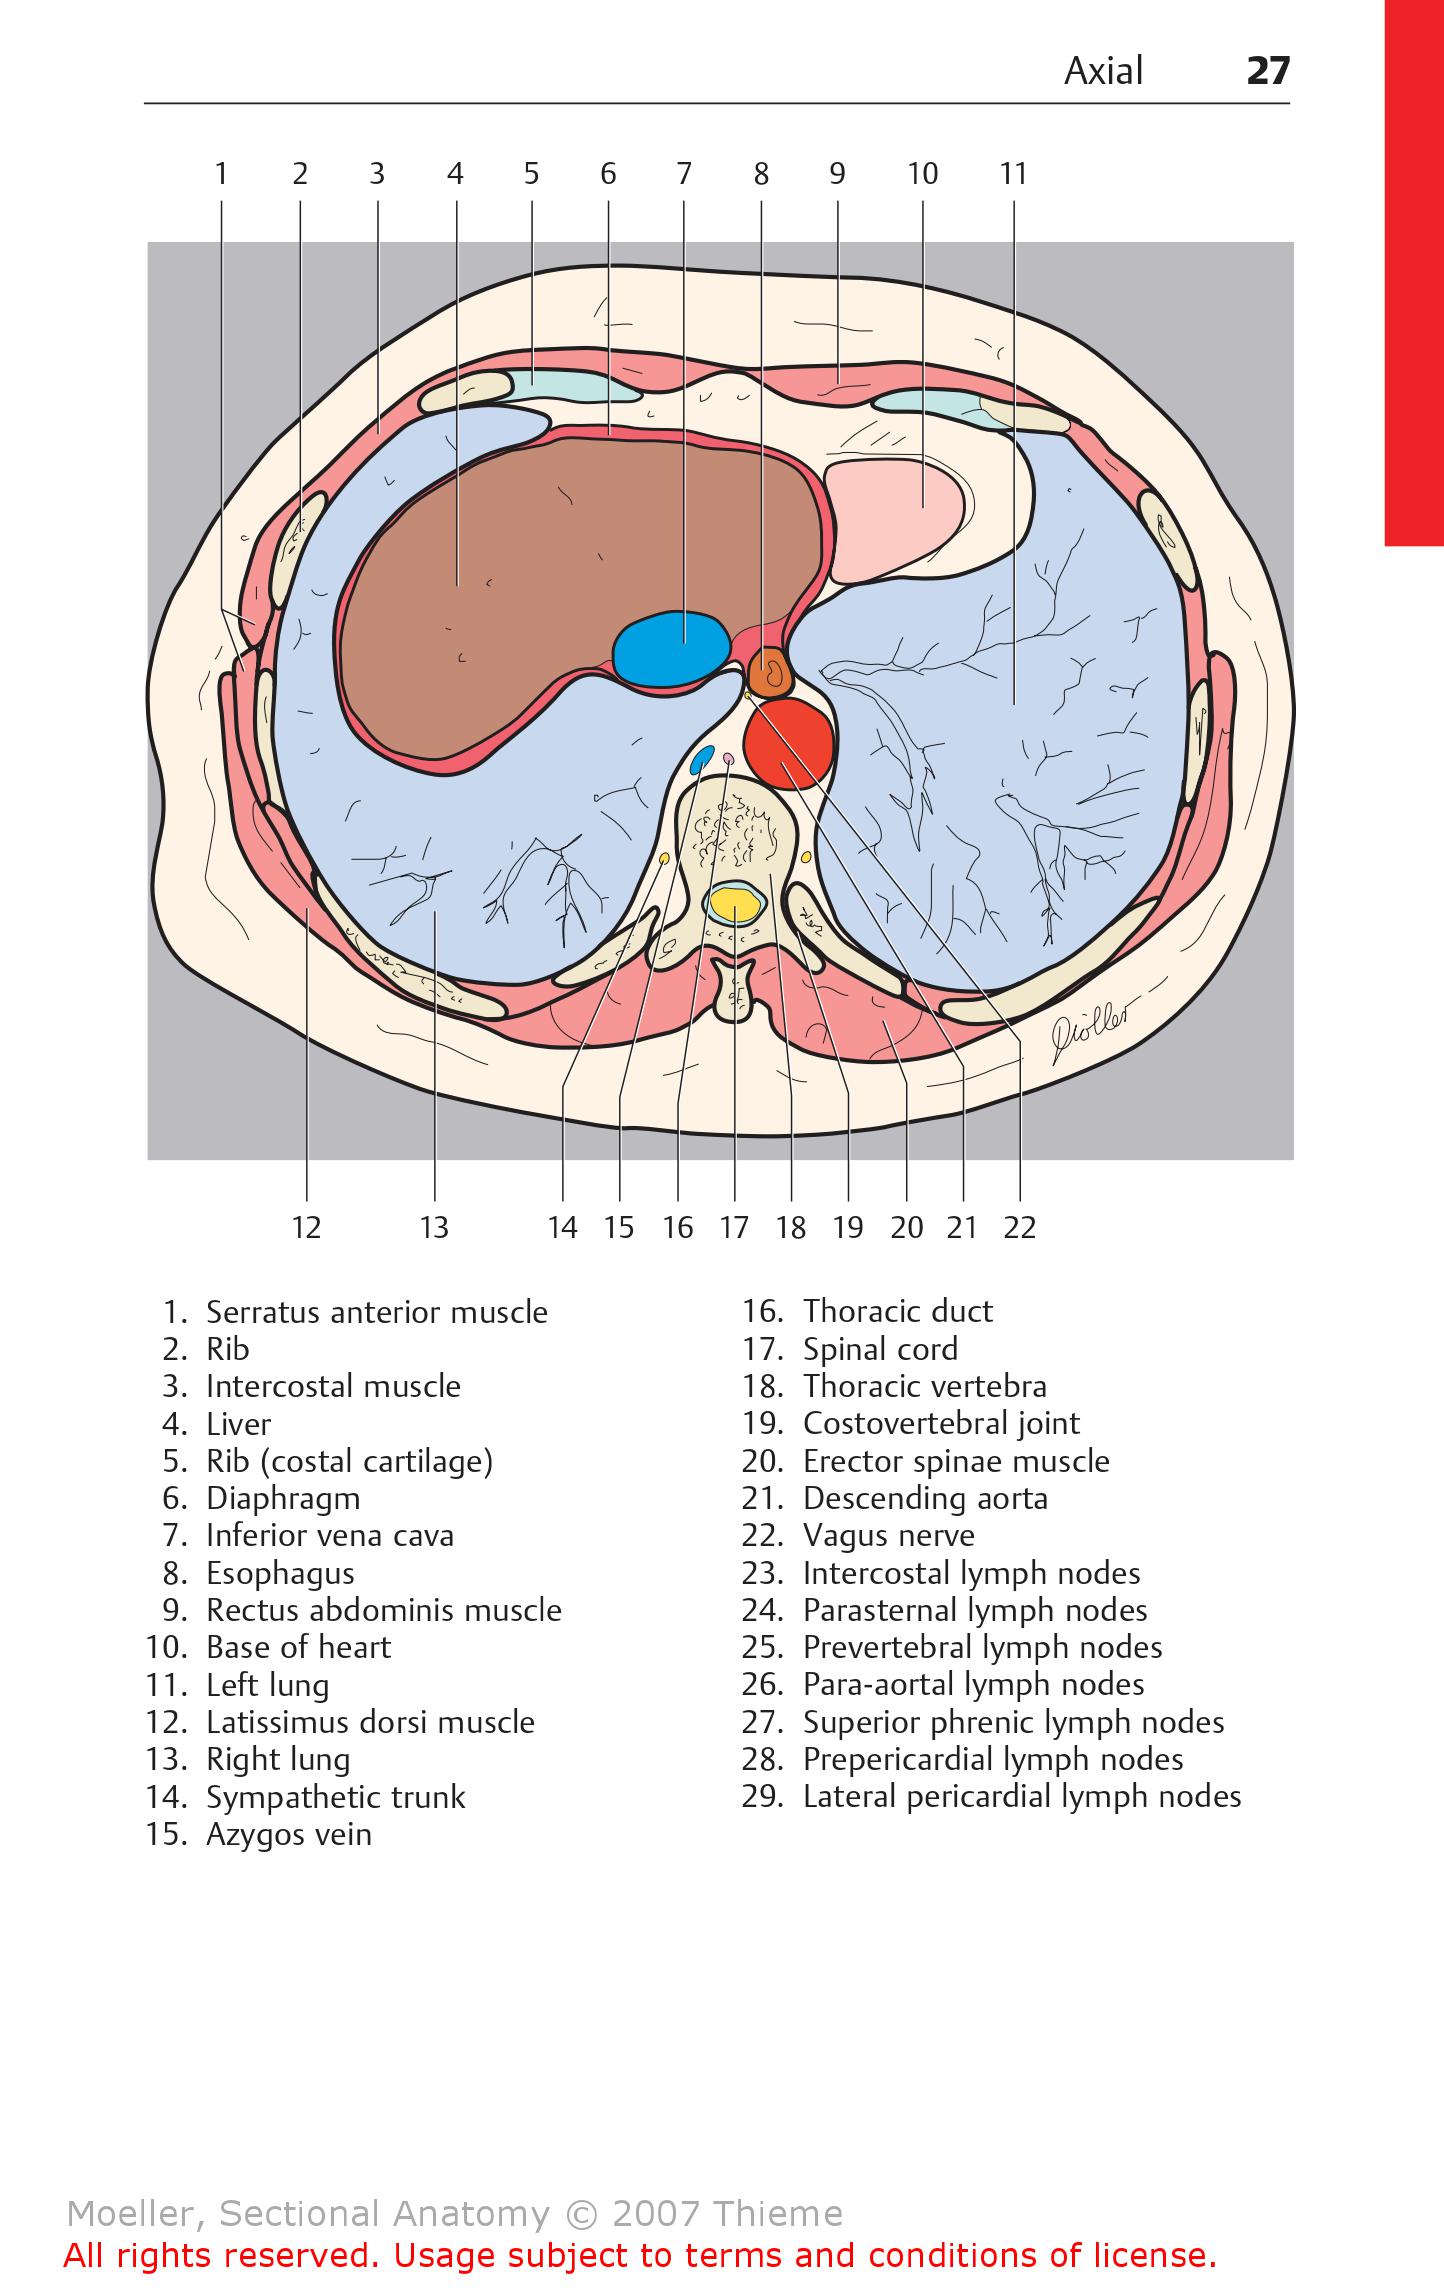 Axial 27
1 2 3 4 5 6 7 8 9 10 11
12 13 14 15 16 17 18 19 20 21 22
1. Serratus anterior muscle
2. Rib
3. Intercostal muscle
4. Liver
5. Rib (costal cartilage)
6. Diaphragm
7. Inferior vena cava
8. Esophagus
9. Rectus abdominis muscle
10. Base of heart
11. Left lung
12. Latissimus dorsi muscle
13. Right lung
14. Sympathetic trunk
15. Azygos vein
16. Thoracic duct
17. Spinal cord
18. Thoracic vertebra
19. Costovertebral joint
20. Erector spinae muscle
21. Descending aorta
22. Vagus nerve
23. Intercostal lymph nodes
24. Parasternal lymph nodes
25. Prevertebral lymph nodes
26. Para-aortal lymph nodes
27. Superior phrenic lymph nodes
28. Prepericardial lymph nodes
29. Lateral pericardial lymph nodes
Moeller, Sectional Anatomy © 2007 Thieme
All rights reserved. Usage subject to terms and conditions of license.